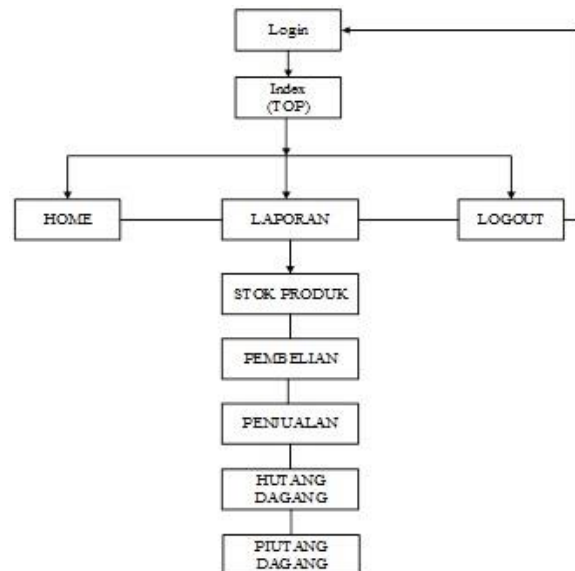 Login
Index
(TOP)
HOME
LAPORAN
LOGOUT
STOK PRODUK
PEMBELIAN
PENJUALAN
HUTANG
DAGANG
PIUTANG
DAGANG